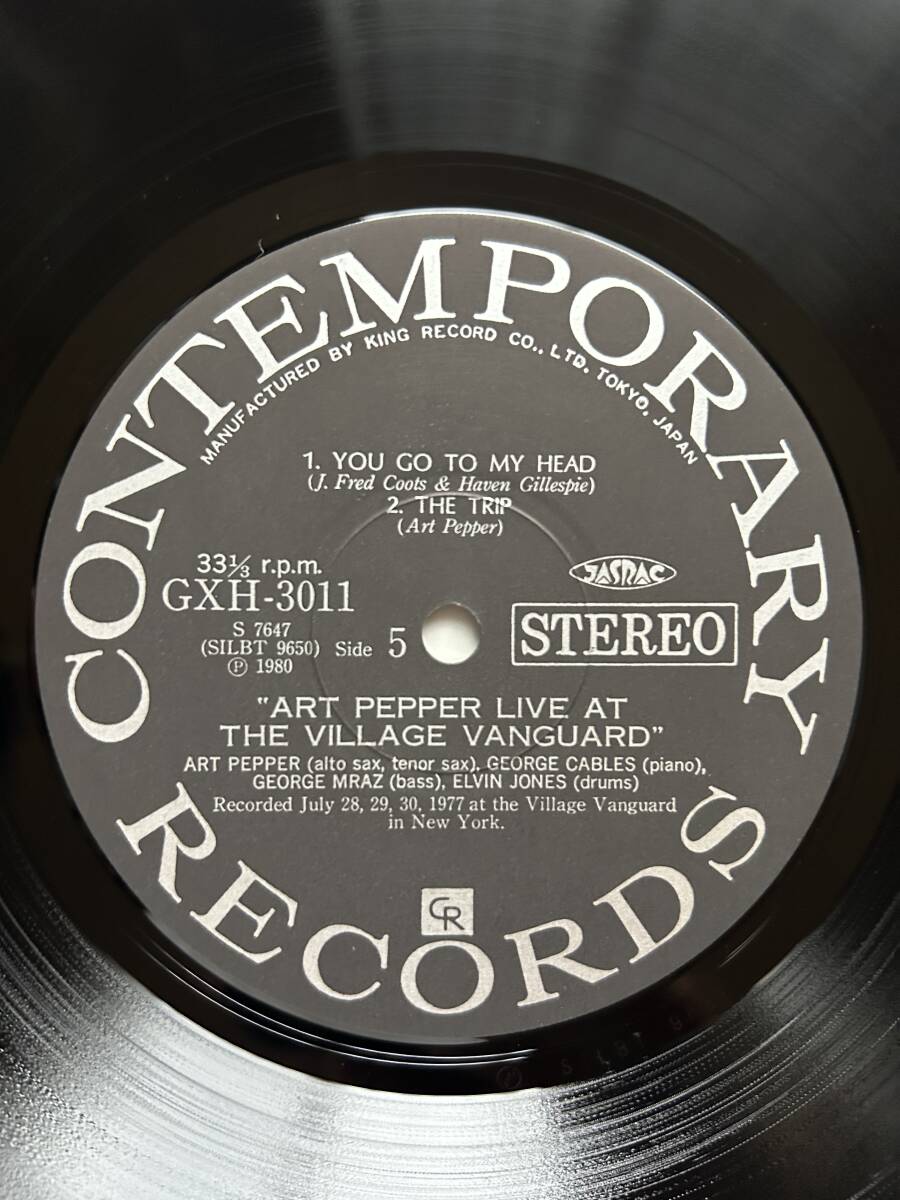 CONTEMPORARY
MANUFACTURED BY KING RECORD CO., LTD. TOKYO, JAPAN
1. YOU GO TO MY HEAD
(J. Fred Coots & Haven Gillespie)
2. THE TRIP
(Art Pepper)
33⅓ r.p.m.
GXH-3011
S 7647
(SILBT 9650) Side 5
Ⓟ 1980
JASRAC
STEREO
"ART PEPPER LIVE AT
THE VILLAGE VANGUARD"
ART PEPPER (alto sax, tenor sax), GEORGE CABLES (piano),
GEORGE MRAZ (bass), ELVIN JONES (drums)
Recorded July 28, 29, 30, 1977 at the Village Vanguard
in New York.
CR
RECORDS